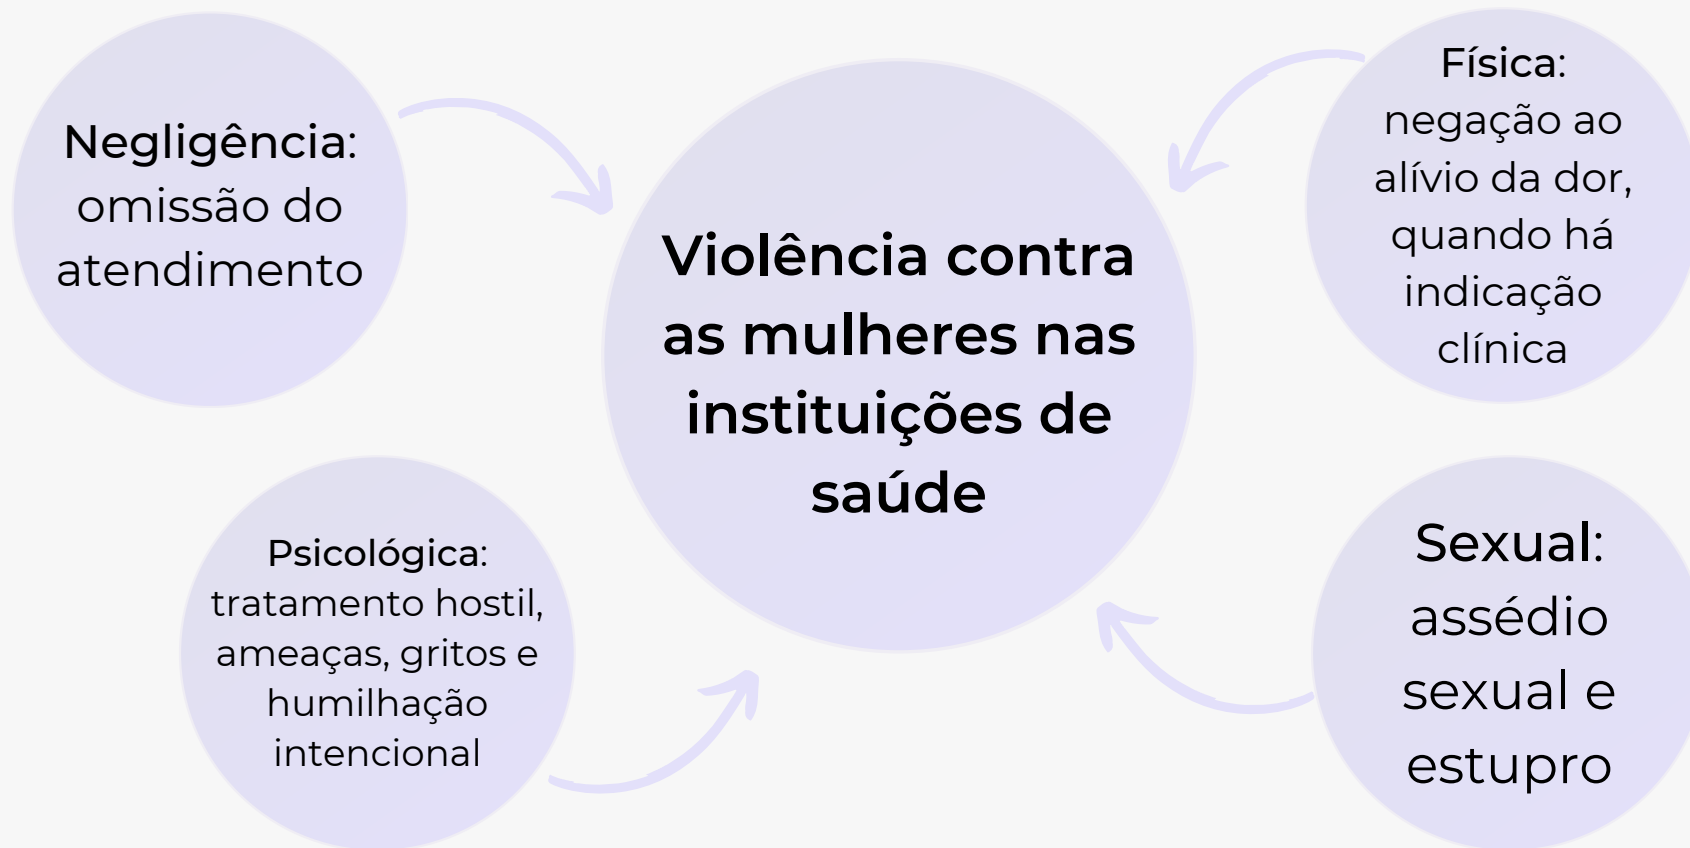 Negligência:
omissão do
atendimento
Física:
negação ao
alívio da dor,
quando há
indicação
clínica
Violência contra
as mulheres nas
instituições de
saúde
Psicológica:
tratamento hostil,
ameaças, gritos e
humilhação
intencional
Sexual:
assédio
sexual e
estupro